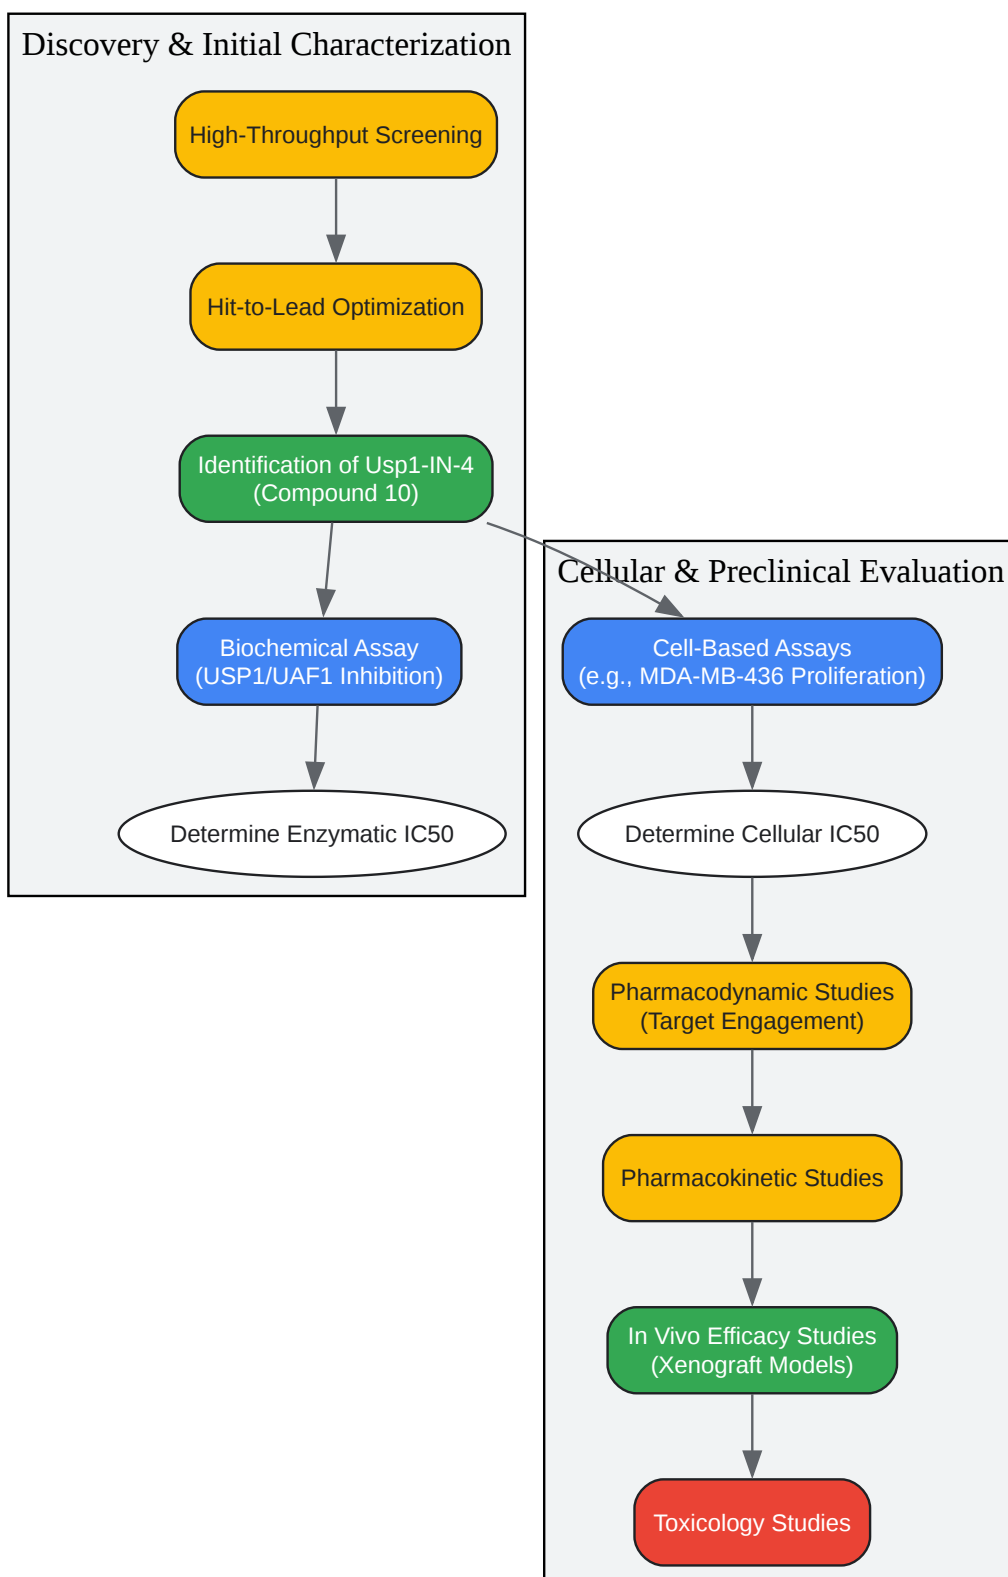 Discovery & Initial Characterization
High-Throughput Screening
Hit-to-Lead Optimization
Identification of Usp1-IN-4
(Compound 10)
Biochemical Assay
(USP1/UAF1 Inhibition)
Determine Enzymatic IC50
Cellular & Preclinical Evaluation
Cell-Based Assays
(e.g., MDA-MB-436 Proliferation)
Determine Cellular IC50
Pharmacodynamic Studies
(Target Engagement)
Pharmacokinetic Studies
In Vivo Efficacy Studies
(Xenograft Models)
Toxicology Studies